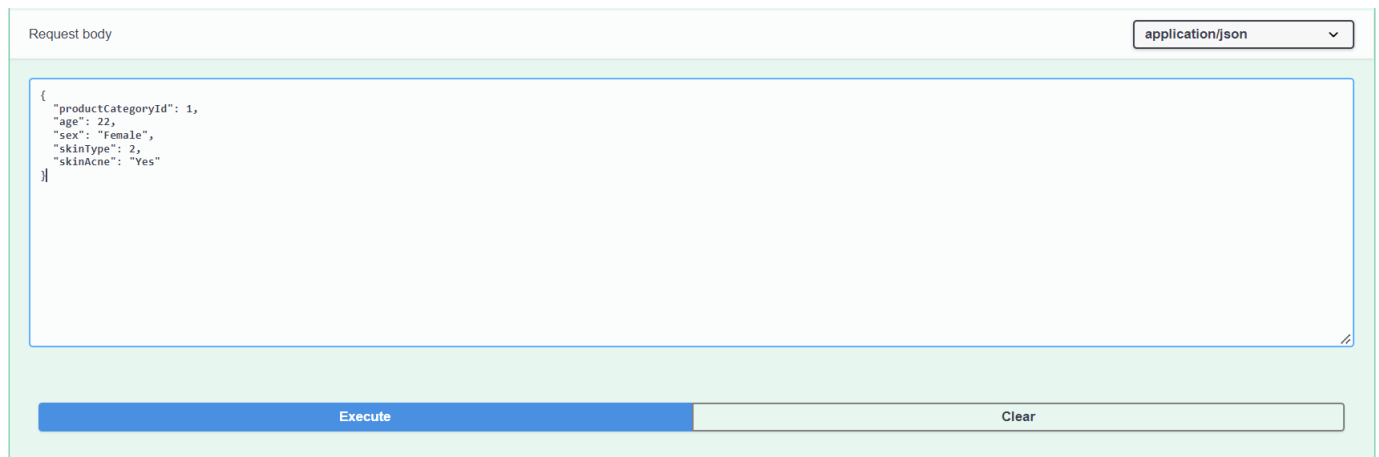 Request body
application/json
{
  "productCategoryId": 1,
  "age": 22,
  "sex": "Female",
  "skinType": 2,
  "skinAcne": "Yes"
}
Execute
Clear